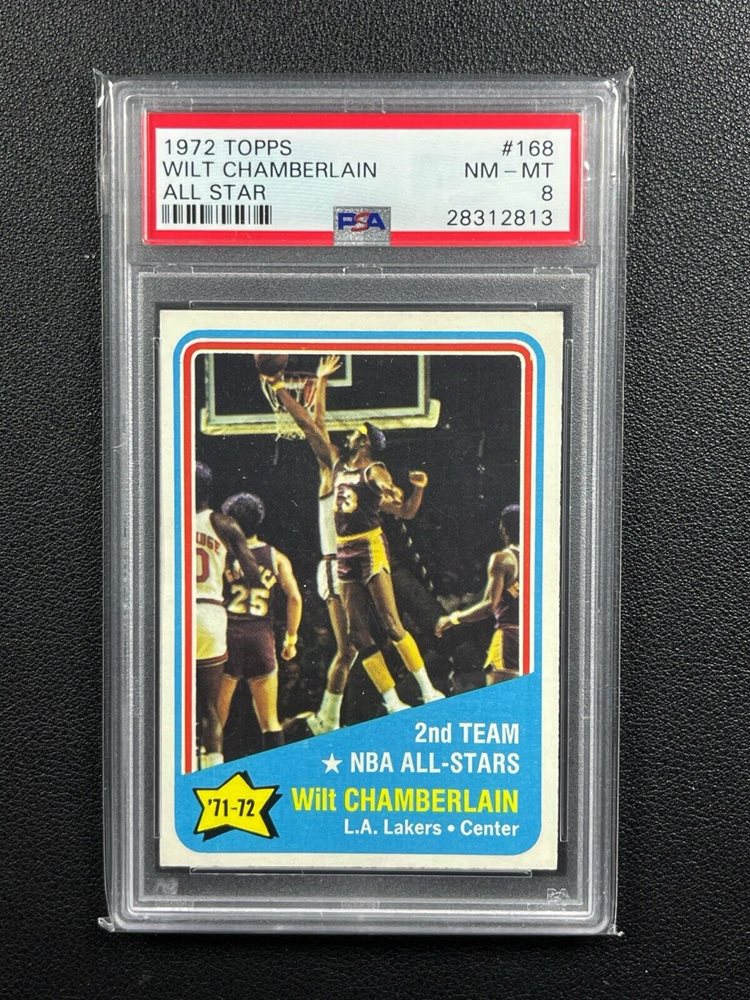 1972 TOPPS #168
WILT CHAMBERLAIN NM - MT
ALL STAR 8
PSA 28312813
25
2nd TEAM
★ NBA ALL-STARS
'71-72
Wilt CHAMBERLAIN
L.A. Lakers • Center